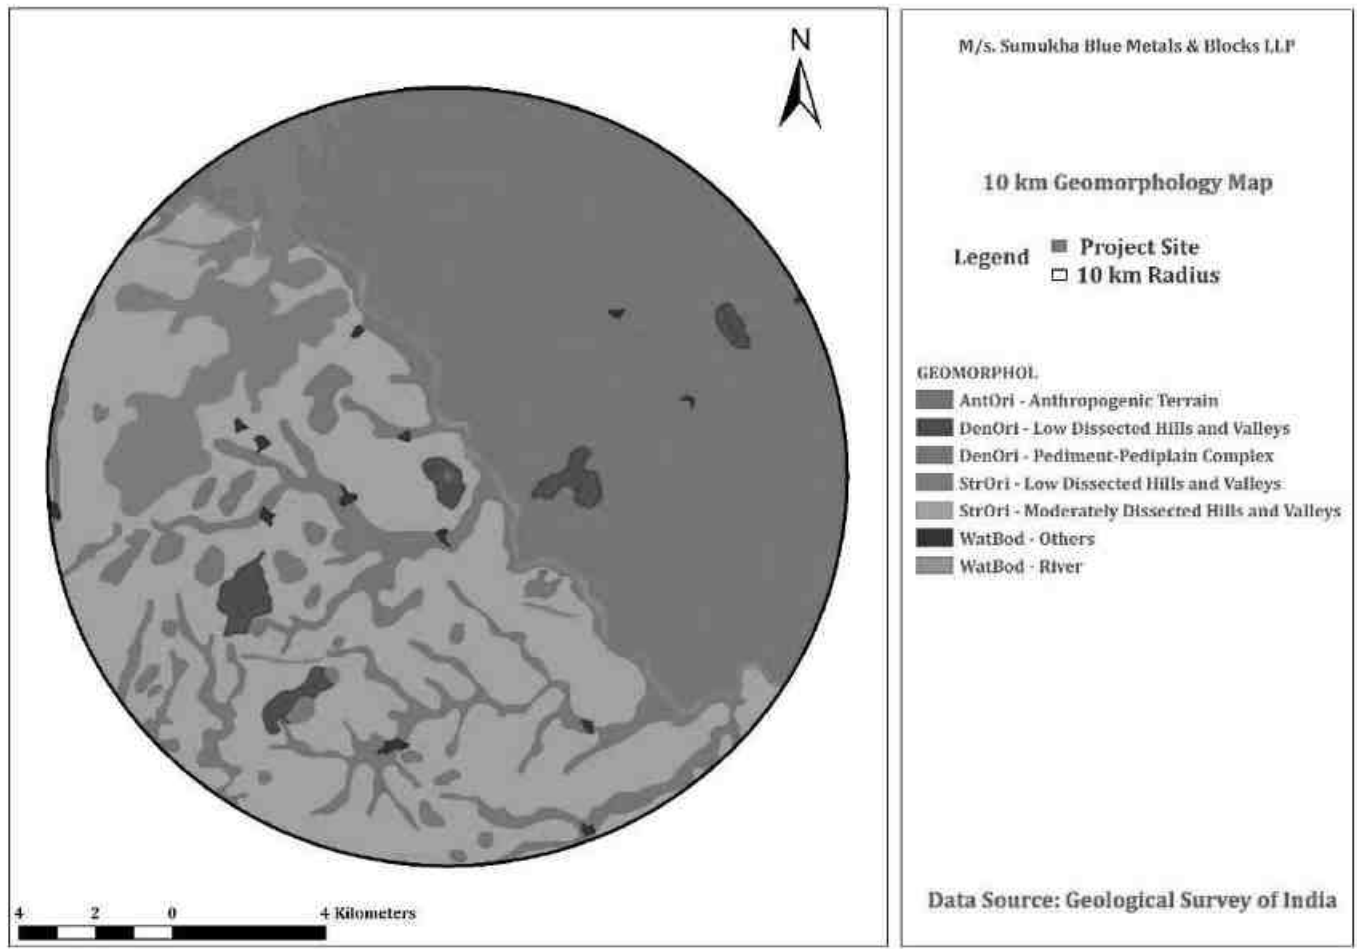 N
M/s. Sumukha Blue Metals & Blocks LLP
10 km Geomorphology Map
Legend
Project Site
10 km Radius
GEOMORPHOL
AntOri - Anthropogenic Terrain
DenOri - Low Dissected Hills and Valleys
DenOri - Pediment-Pediplain Complex
StrOri - Low Dissected Hills and Valleys
StrOri - Moderately Dissected Hills and Valleys
WatBod - Others
WatBod - River
4 2 0 4 Kilometers
Data Source: Geological Survey of India